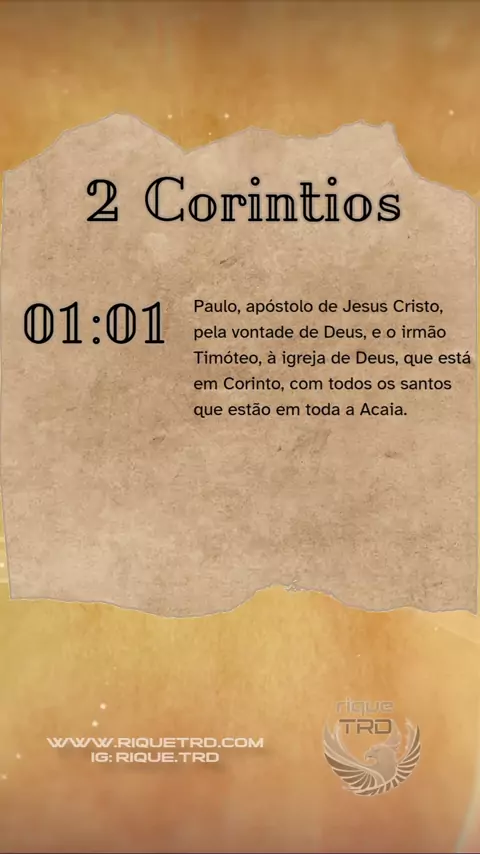 2 Corintios
01:01
Paulo, apóstolo de Jesus Cristo,
pela vontade de Deus, e o irmão
Timóteo, à igreja de Deus, que está
em Corinto, com todos os santos
que estão em toda a Acaia.
rique
TRD
WWW.RIQUETRD.COM
IG: RIQUE.TRD